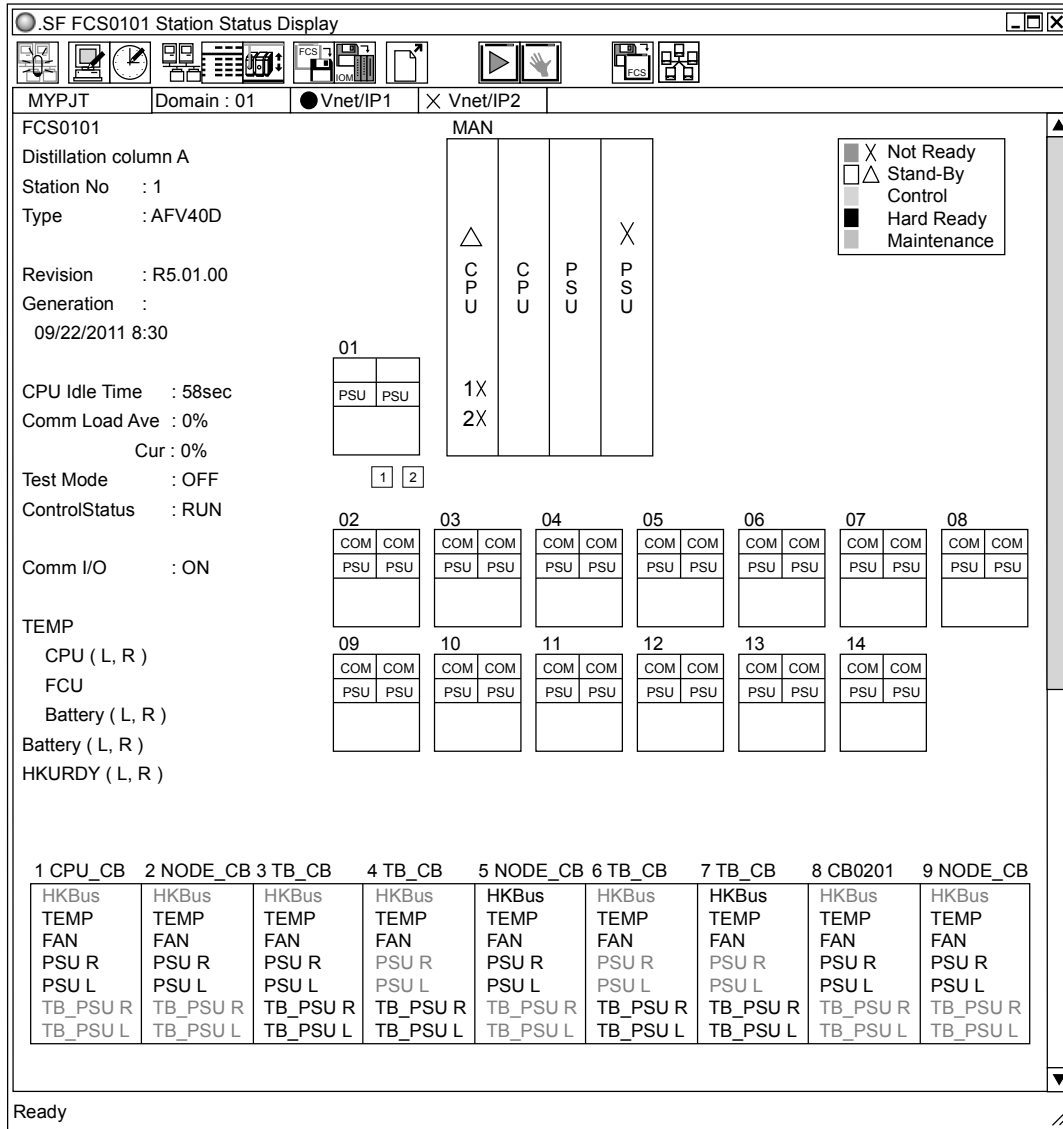 .SF FCS0101 Station Status Display
FCS
IOM
FCS
MYPJT Domain : 01 Vnet/IP1 Vnet/IP2
FCS0101
Distillation column A
Station No : 1
Type : AFV40D
Revision : R5.01.00
Generation :
09/22/2011 8:30
CPU Idle Time : 58sec
Comm Load Ave : 0%
Cur : 0%
Test Mode : OFF
ControlStatus : RUN
Comm I/O : ON
TEMP
CPU ( L, R )
FCU
Battery ( L, R )
Battery ( L, R )
HKURDY ( L, R )
MAN
CPU
CPU
PSU
PSU
1X
2X
X Not Ready
Stand-By
Control
Hard Ready
Maintenance
01
PSU PSU
1 2
02 03 04 05 06 07 08
COM COM COM COM COM COM COM COM COM COM COM COM COM COM
PSU PSU PSU PSU PSU PSU PSU PSU PSU PSU PSU PSU PSU PSU
09 10 11 12 13 14
COM COM COM COM COM COM COM COM COM COM COM COM
PSU PSU PSU PSU PSU PSU PSU PSU PSU PSU PSU PSU
1 CPU_CB 2 NODE_CB 3 TB_CB 4 TB_CB 5 NODE_CB 6 TB_CB 7 TB_CB 8 CB0201 9 NODE_CB
HKBus HKBus HKBus HKBus HKBus HKBus HKBus HKBus HKBus
TEMP TEMP TEMP TEMP TEMP TEMP TEMP TEMP TEMP
FAN FAN FAN FAN FAN FAN FAN FAN FAN
PSU R PSU R PSU R PSU R PSU R PSU R PSU R PSU R PSU R
PSU L PSU L PSU L PSU L PSU L PSU L PSU L PSU L PSU L
TB_PSU R TB_PSU R TB_PSU R TB_PSU R TB_PSU R TB_PSU R TB_PSU R TB_PSU R TB_PSU R
TB_PSU L TB_PSU L TB_PSU L TB_PSU L TB_PSU L TB_PSU L TB_PSU L TB_PSU L TB_PSU L
Ready